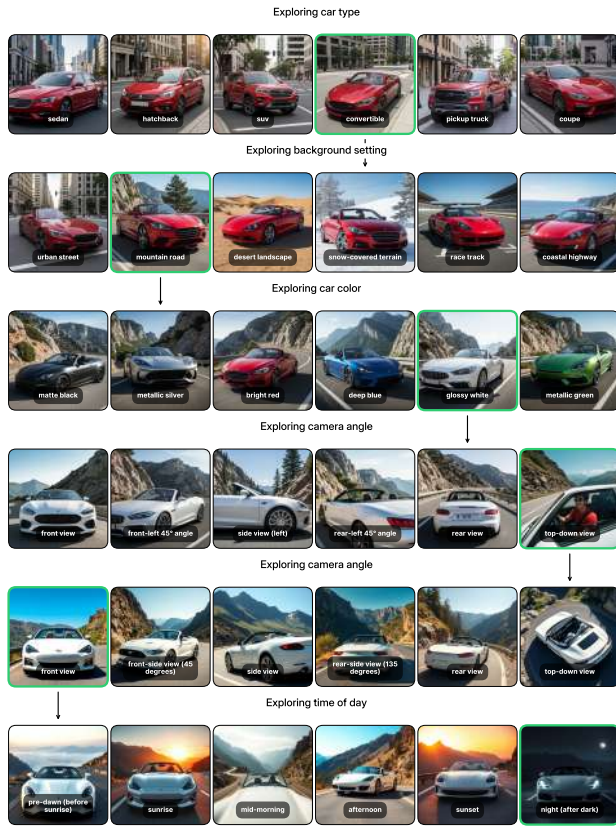 Exploring car type
sedan
hatchback
suv
convertible
pickup truck
coupe
Exploring background setting
urban street
mountain road
desert landscape
snow-covered terrain
race track
coastal highway
Exploring car color
matte black
metallic silver
bright red
deep blue
glossy white
metallic green
Exploring camera angle
front view
front-left 45° angle
side view (left)
rear-left 45° angle
rear view
top-down view
Exploring camera angle
front view
front-side view (45
degrees)
side view
rear-side view (135
degrees)
rear view
top-down view
Exploring time of day
pre-dawn (before
sunrise)
sunrise
mid-morning
afternoon
sunset
night (after dark)